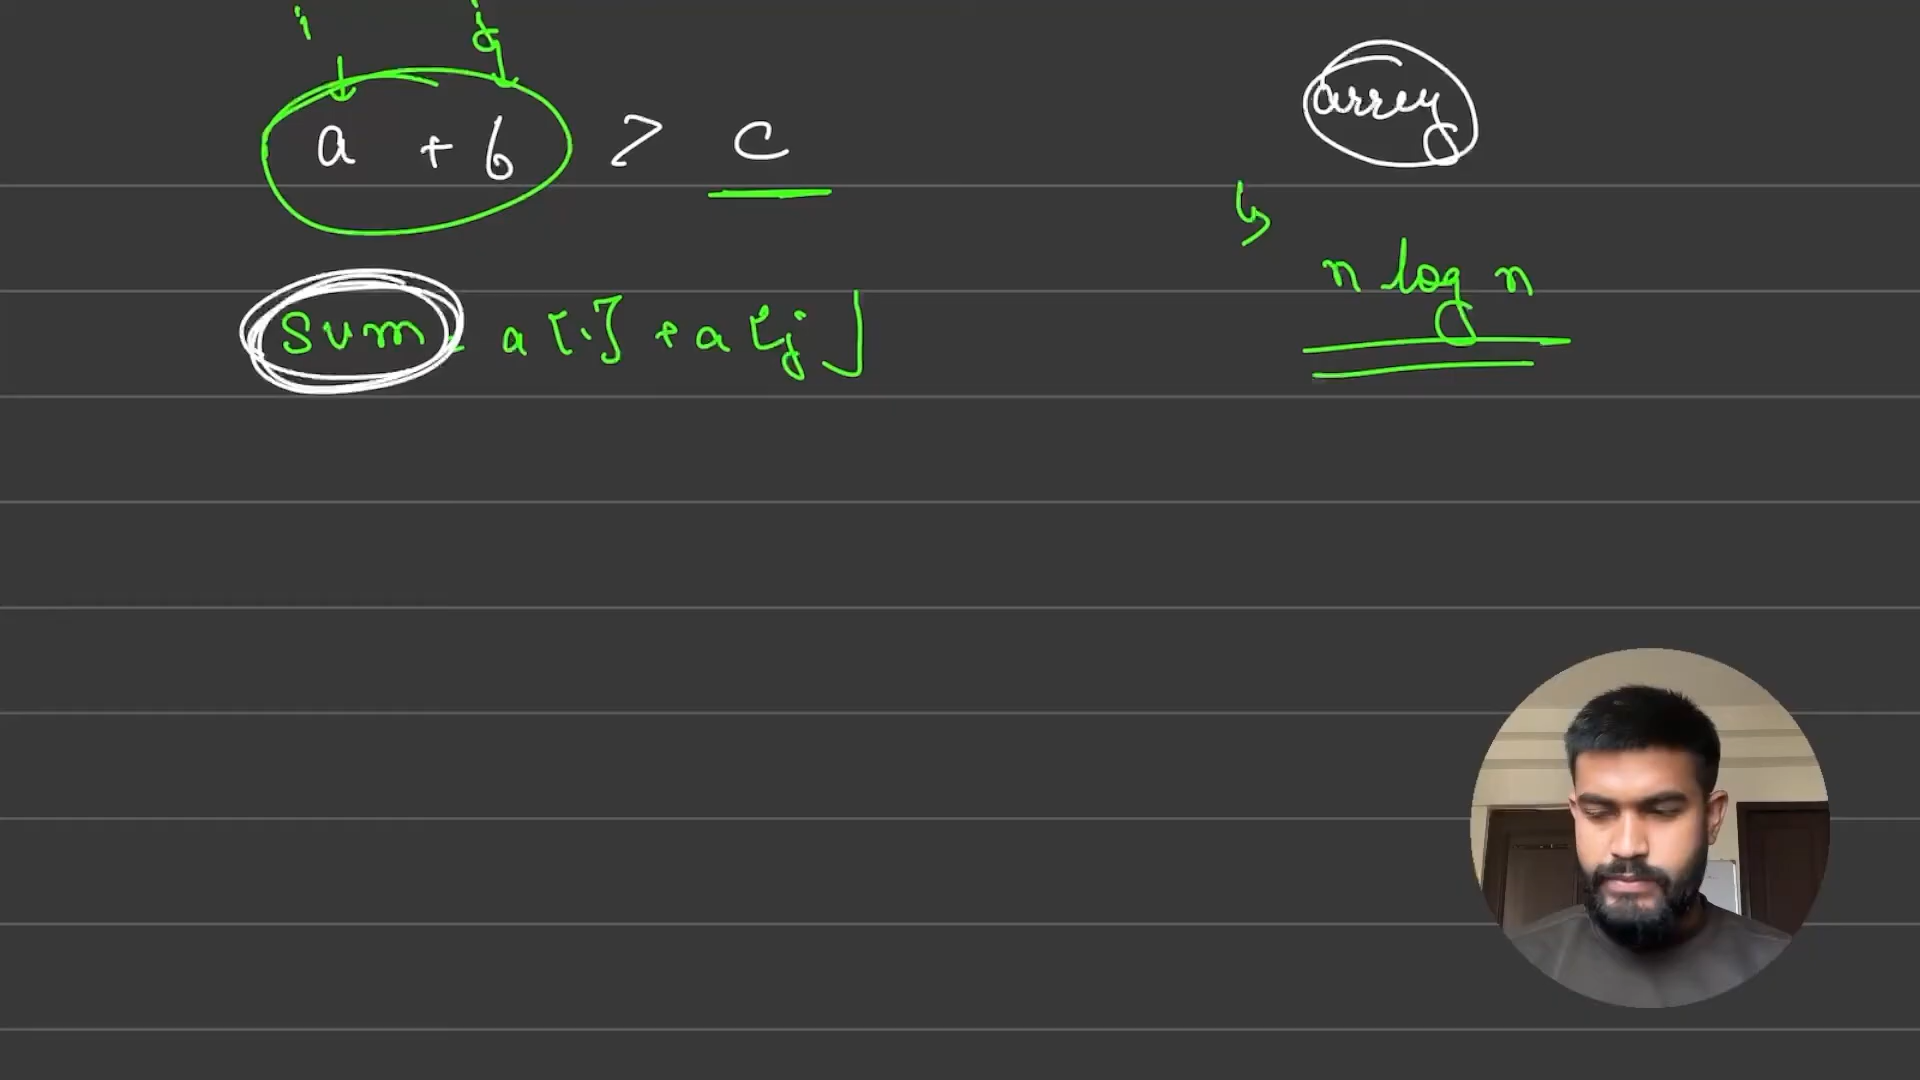 i j
a + b > c
sum = a[i] + a[j]
array
↳
n log n